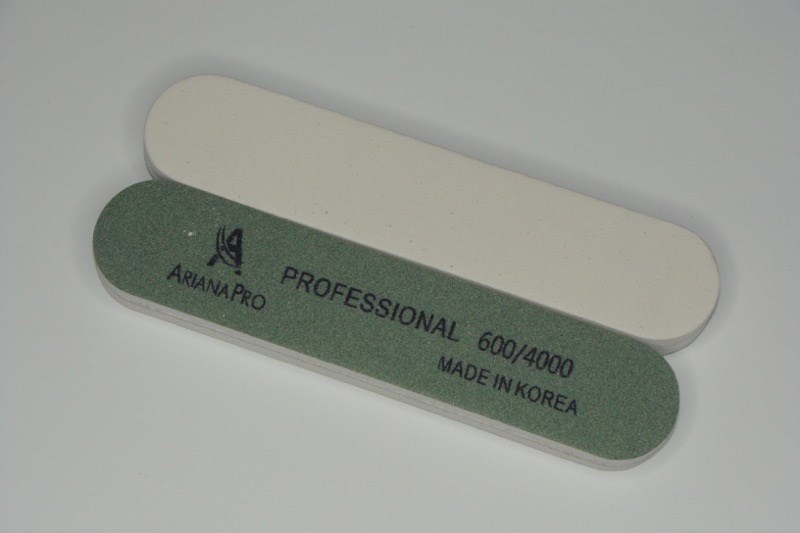 ARIANAPRO
PROFESSIONAL 600/4000
MADE IN KOREA